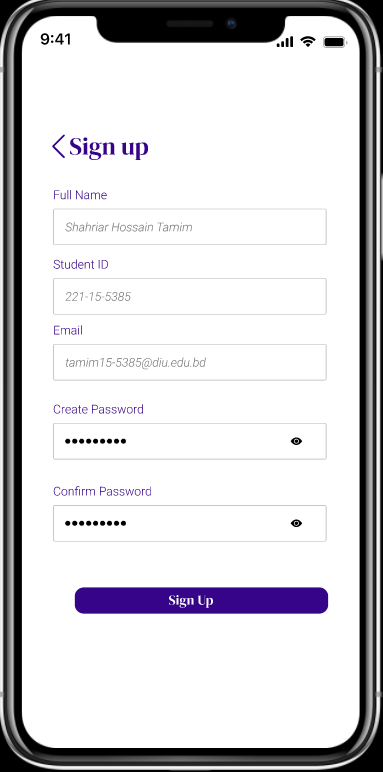 9:41
Sign up
Full Name
Shahriar Hossain Tamim
Student ID
221-15-5385
Email
tamim15-5385@diu.edu.bd
Create Password
●●●●●●●●●
Confirm Password
●●●●●●●●●
Sign Up